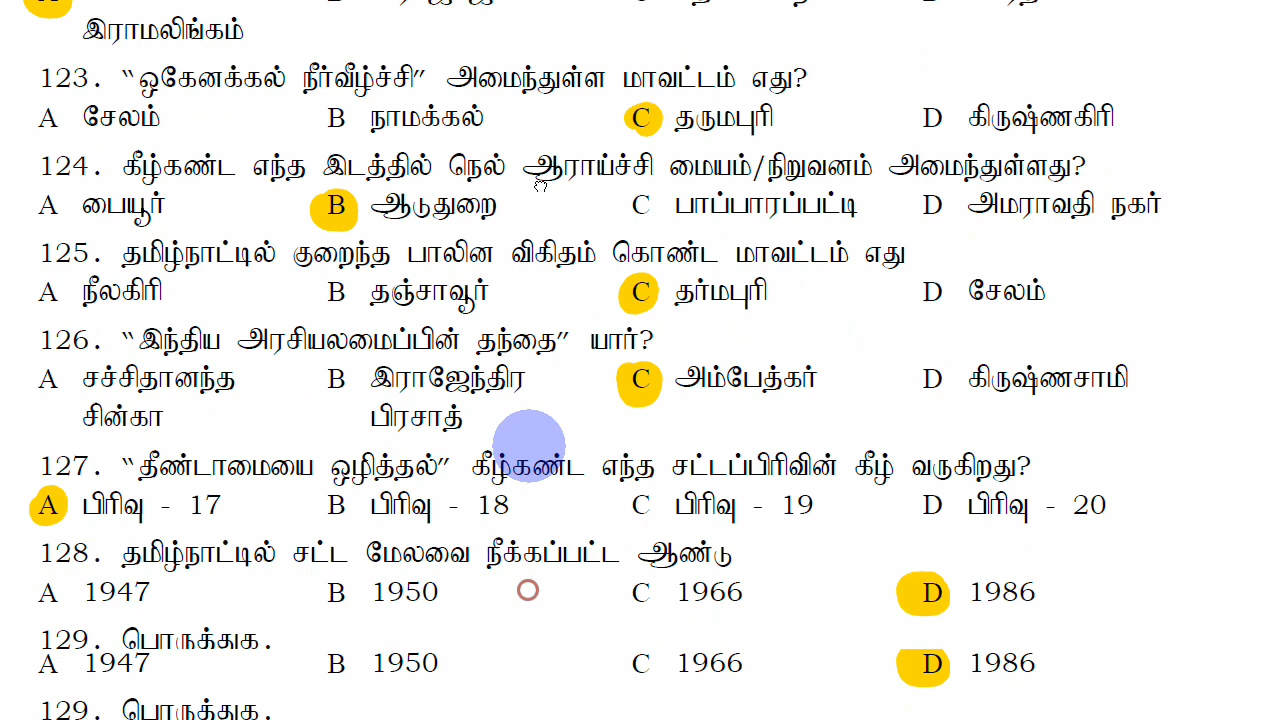 இராமலிங்கம்
123. “ஒகேனக்கல் நீர்வீழ்ச்சி” அமைந்துள்ள மாவட்டம் எது?
A சேலம் B நாமக்கல் C தருமபுரி D கிருஷ்ணகிரி
124. கீழ்கண்ட எந்த இடத்தில் நெல் ஆராய்ச்சி மையம்/நிறுவனம் அமைந்துள்ளது?
A பையூர் B ஆடுதுறை C பாப்பாரப்பட்டி D அமராவதி நகர்
125. தமிழ்நாட்டில் குறைந்த பாலின விகிதம் கொண்ட மாவட்டம் எது
A நீலகிரி B தஞ்சாவூர் C தர்மபுரி D சேலம்
126. “இந்திய அரசியலமைப்பின் தந்தை” யார்?
A சச்சிதானந்த B இராஜேந்திர C அம்பேத்கர் D கிருஷ்ணசாமி
சின்கா பிரசாத்
127. “தீண்டாமையை ஒழித்தல்” கீழ்கண்ட எந்த சட்டப்பிரிவின் கீழ் வருகிறது?
A பிரிவு - 17 B பிரிவு - 18 C பிரிவு - 19 D பிரிவு - 20
128. தமிழ்நாட்டில் சட்ட மேலவை நீக்கப்பட்ட ஆண்டு
A 1947 B 1950 C 1966 D 1986
129. பொருத்துக.
A 1947 B 1950 C 1966 D 1986
129. பொருத்துக.